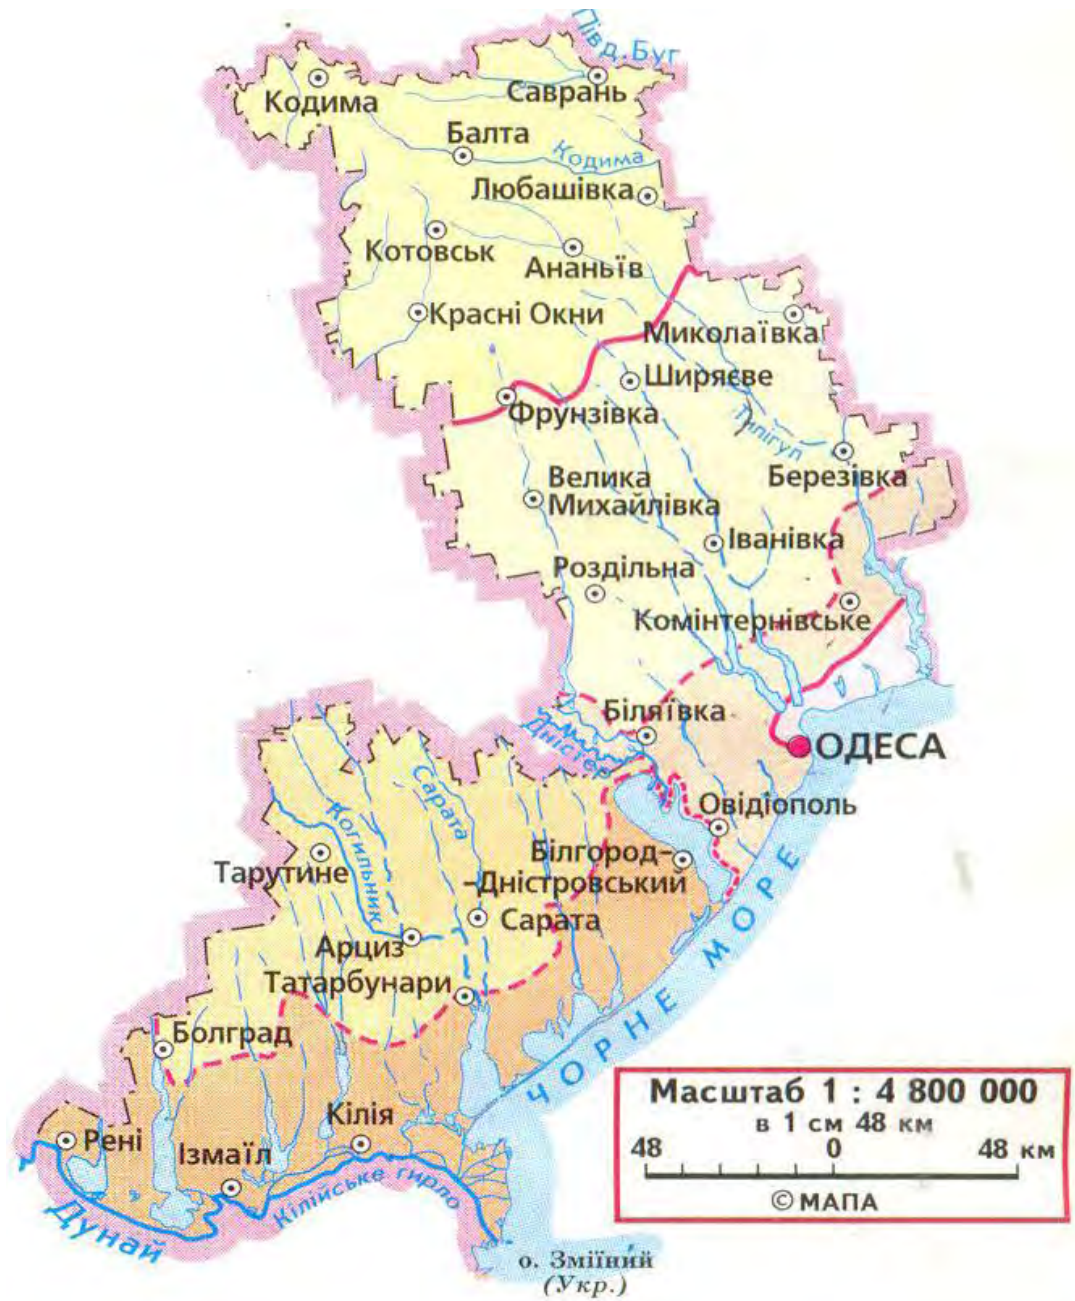 Півд. Буг
Кодима
Саврань
Балта
Кодима
Любашівка
Котовськ
Ананьїв
Красні Окни
Миколаївка
Ширяєве
Фрунзівка
Тилігул
Велика
Михайлівка
Березівка
Іванівка
Роздільна
Комінтернівське
Біляївка
Дністер
ОДЕСА
Сарата
Когильник
Овідіополь
Тарутине
Білгород-
-Дністровський
Сарата
Арциз
Татарбунари
Болград
ЧОРНЕ МОРЕ
Рені
Ізмаїл
Кілія
Кілійське гирло
Дунай
Масштаб 1 : 4 800 000
в 1 см 48 км
48 0 48 км
© МАПА
о. Зміїний
(Укр.)